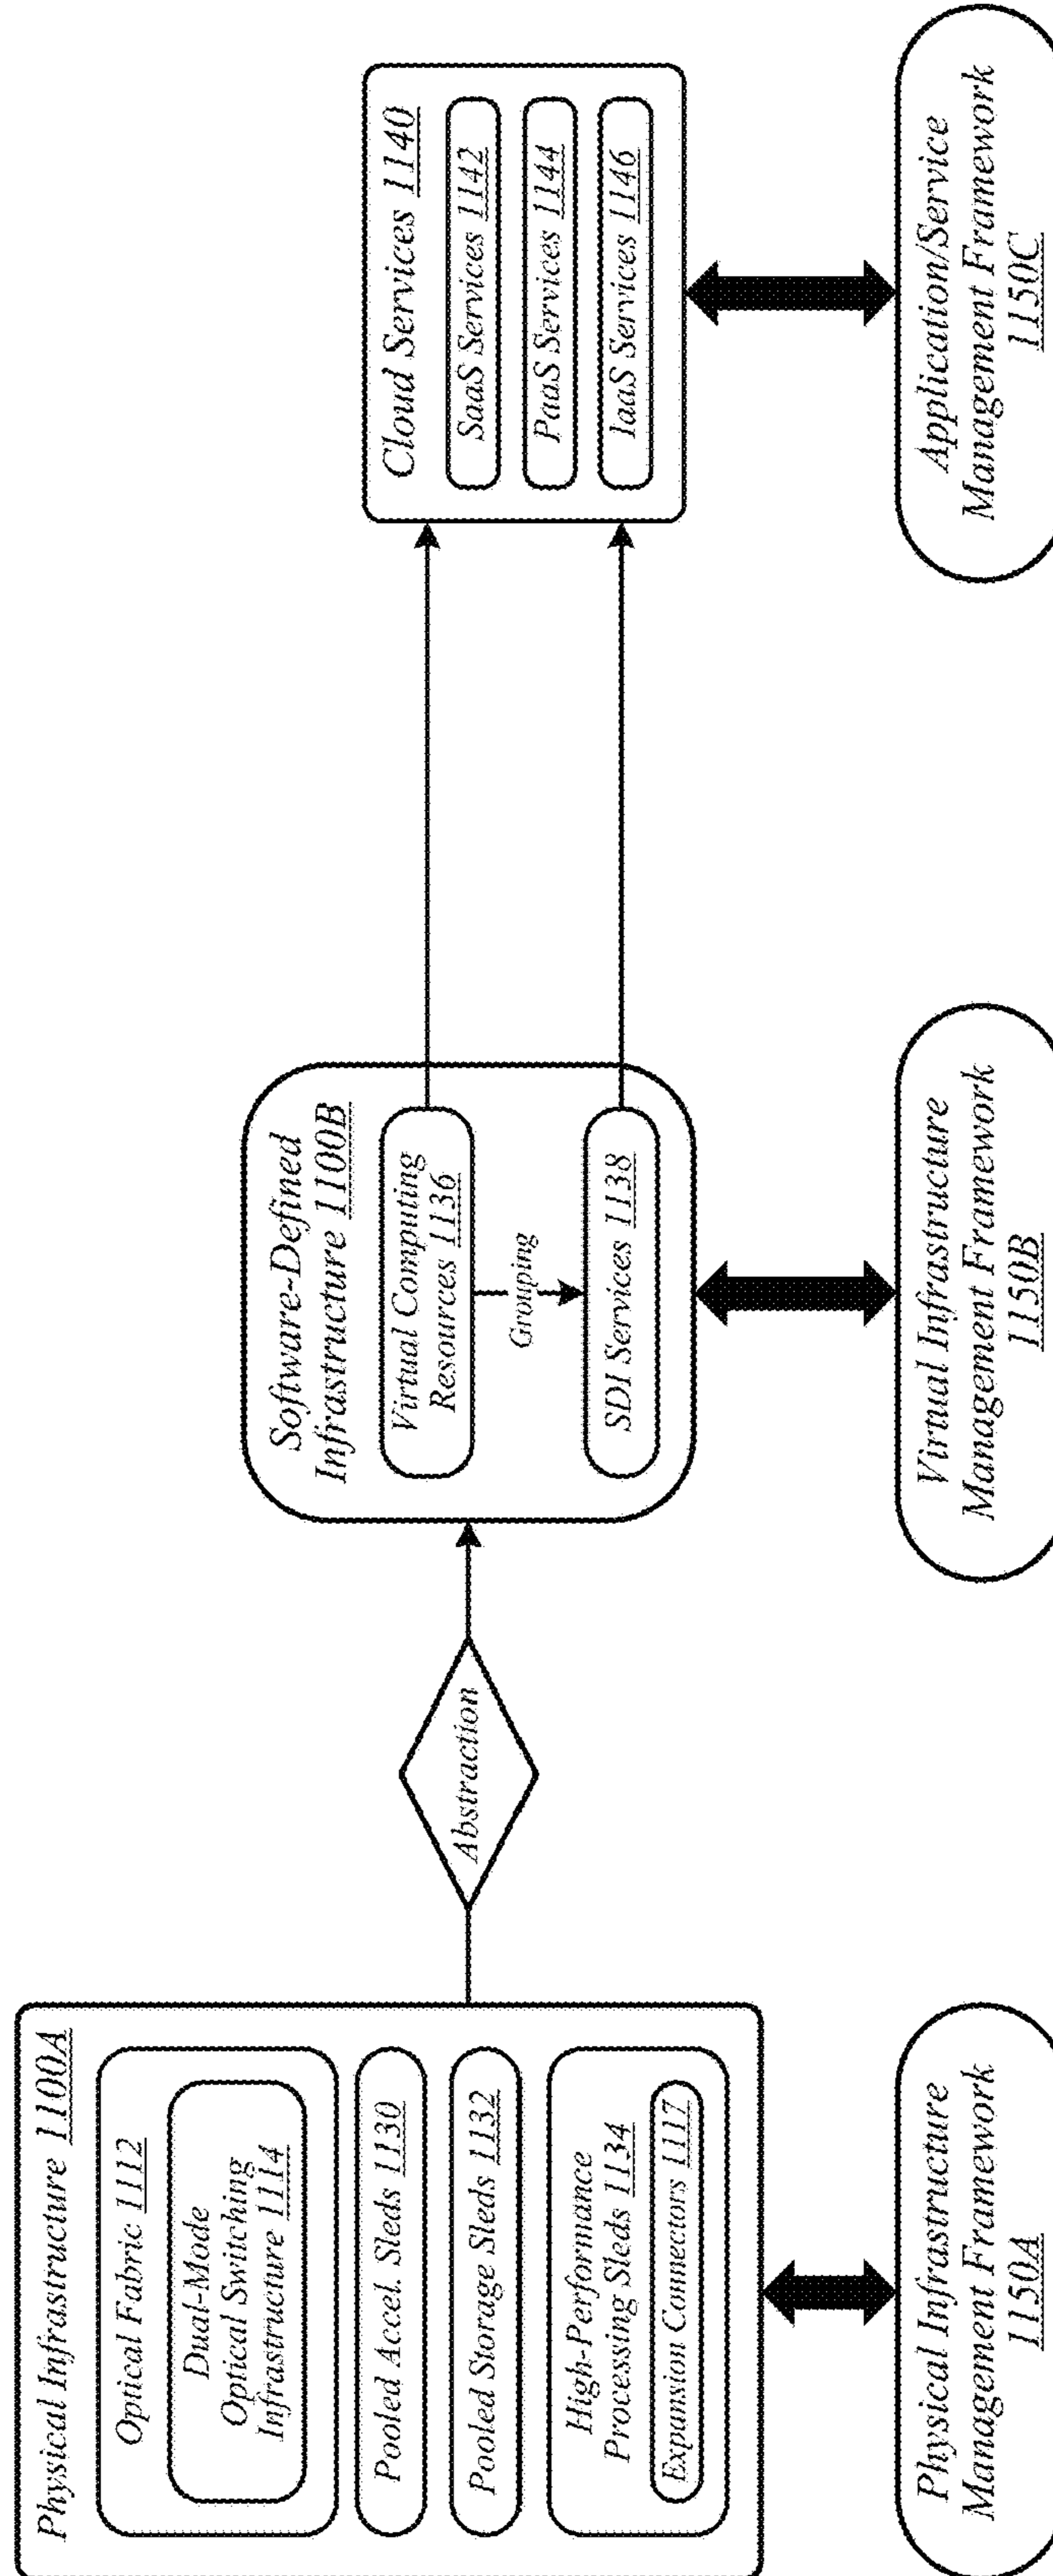 Physical Infrastructure 1100A
Optical Fabric 1112
Dual-Mode
Optical Switching
Infrastructure 1114
Pooled Accel. Sleds 1130
Pooled Storage Sleds 1132
High-Performance
Processing Sleds 1134
Expansion Connectors 1117
Abstraction
Software-Defined
Infrastructure 1100B
Virtual Computing
Resources 1136
Grouping
SDI Services 1138
Cloud Services 1140
SaaS Services 1142
PaaS Services 1144
IaaS Services 1146
Physical Infrastructure
Management Framework
1150A
Virtual Infrastructure
Management Framework
1150B
Application/Service
Management Framework
1150C